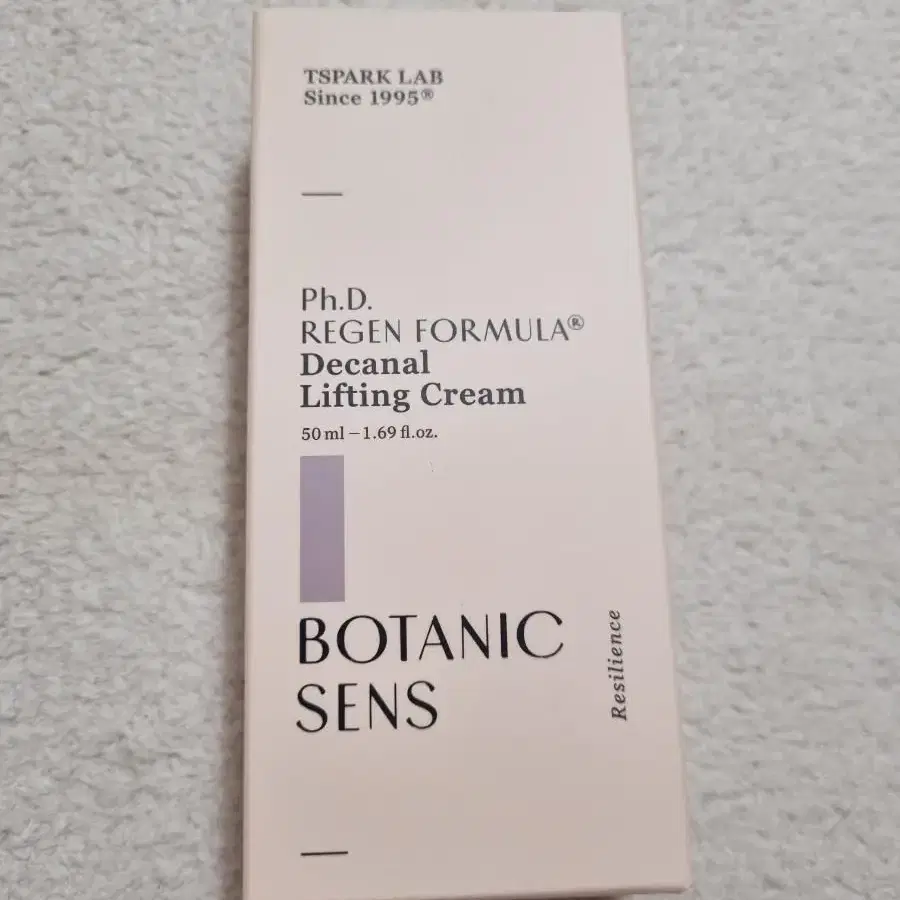 TSPARK LAB
Since 1995®
Ph.D.
REGEN FORMULA®
Decanal
Lifting Cream
50 ml – 1.69 fl.oz.
BOTANIC
SENS
Resilience